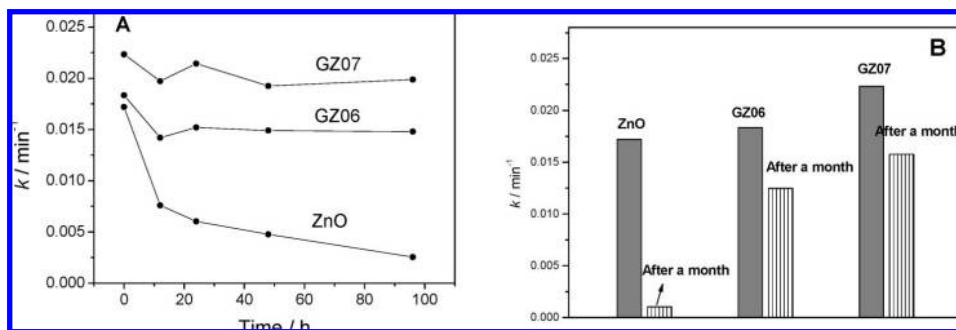 A
0.025
0.020
0.015
0.010
0.005
0.000
k / min⁻¹
GZ07
GZ06
ZnO
0
20
40
60
80
100
Time / h
B
0.025
0.020
0.015
0.010
0.005
0.000
k / min⁻¹
ZnO
After a month
GZ06
After a month
GZ07
After a month